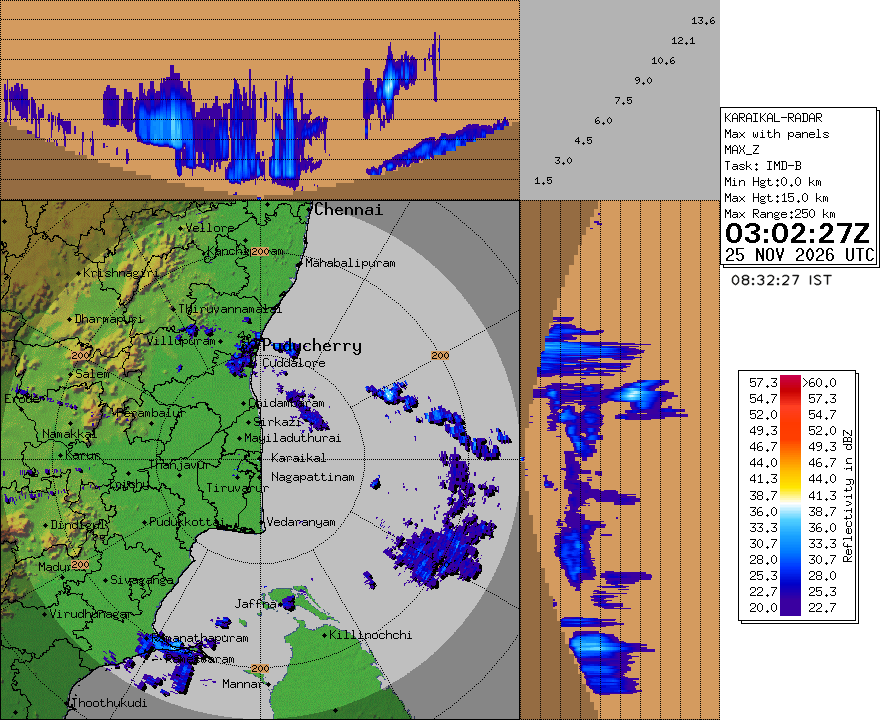 13.6
12.1
10.6
9.0
7.5
6.0
4.5
3.0
1.5
KARAIKAL-RADAR
Max with panels
MAX_Z
Task: IMD-B
Min Hgt:0.0 km
Max Hgt:15.0 km
Max Range:250 km
03:02:27Z
25 NOV 2026 UTC
08:32:27 IST
Chennai
Vellore
200
Mahabalipuram
Krishnagiri
Thiruvannamalai
Dharmapuri
Villupuram
Puducherry
200
200
Cuddalore
Salem
Erode
Chidambaram
Perambalur
Sirkazi
Namakkal
Mayiladuthurai
Karur
Karaikal
Thanjavur
Nagapattinam
Tiruvarur
Dindigul
Pudukkottai
Vedaranyam
200
Sivaganga
Jaffna
Virudhunagar
Killinochchi
200
Mannar
Thoothukudi
57.3 >60.0
54.7 57.3
52.0 54.7
49.3 52.0
46.7 49.3
44.0 46.7
41.3 44.0
38.7 41.3
36.0 38.7
33.3 36.0
30.7 33.3
28.0 30.7
25.3 28.0
22.7 25.3
20.0 22.7
Reflectivity in dBZ